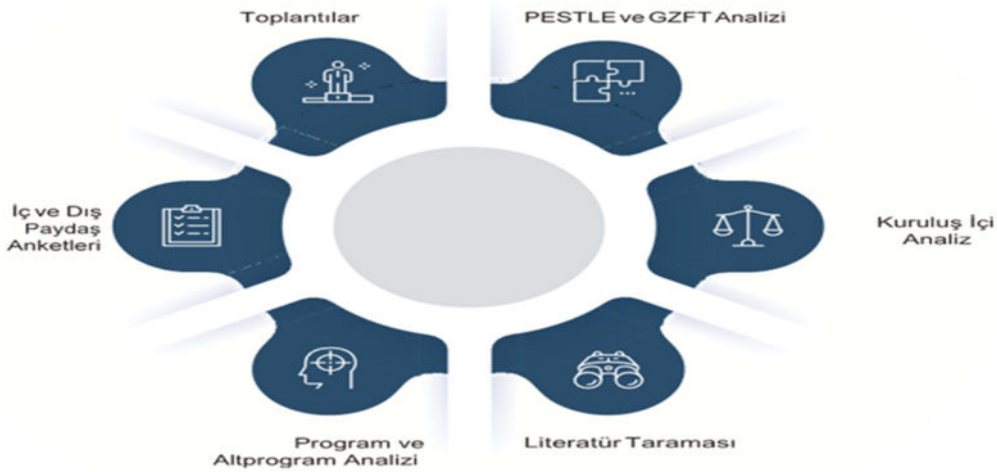 Toplantılar
PESTLE ve GZFT Analizi
İç ve Dış
Paydaş
Anketleri
Kuruluş İçi
Analiz
Program ve
Altprogram Analizi
Literatür Taraması